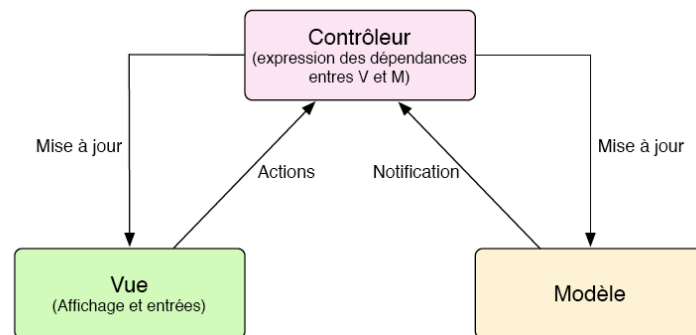 Contrôleur
(expression des dépendances
entres V et M)
Mise à jour
Mise à jour
Actions
Notification
Vue
(Affichage et entrées)
Modèle